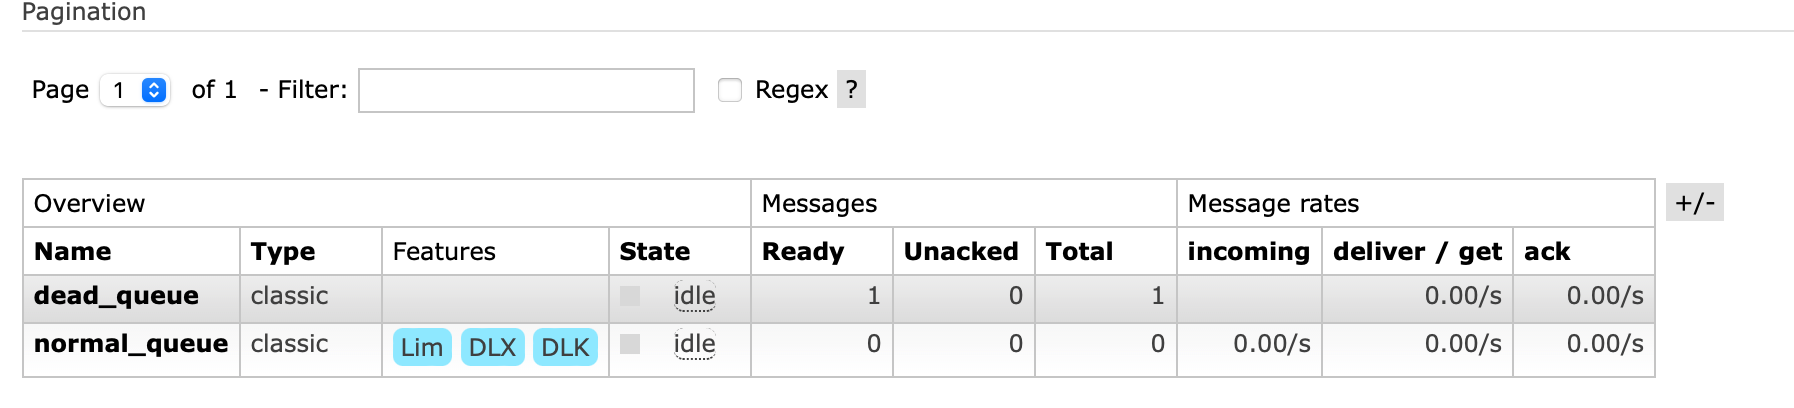 Pagination
Page 1 of 1 - Filter: Regex ?
Overview Messages Message rates +/-
Name Type Features State Ready Unacked Total incoming deliver / get ack
dead_queue classic idle 1 0 1 0.00/s 0.00/s
normal_queue classic Lim DLX DLK idle 0 0 0 0.00/s 0.00/s 0.00/s